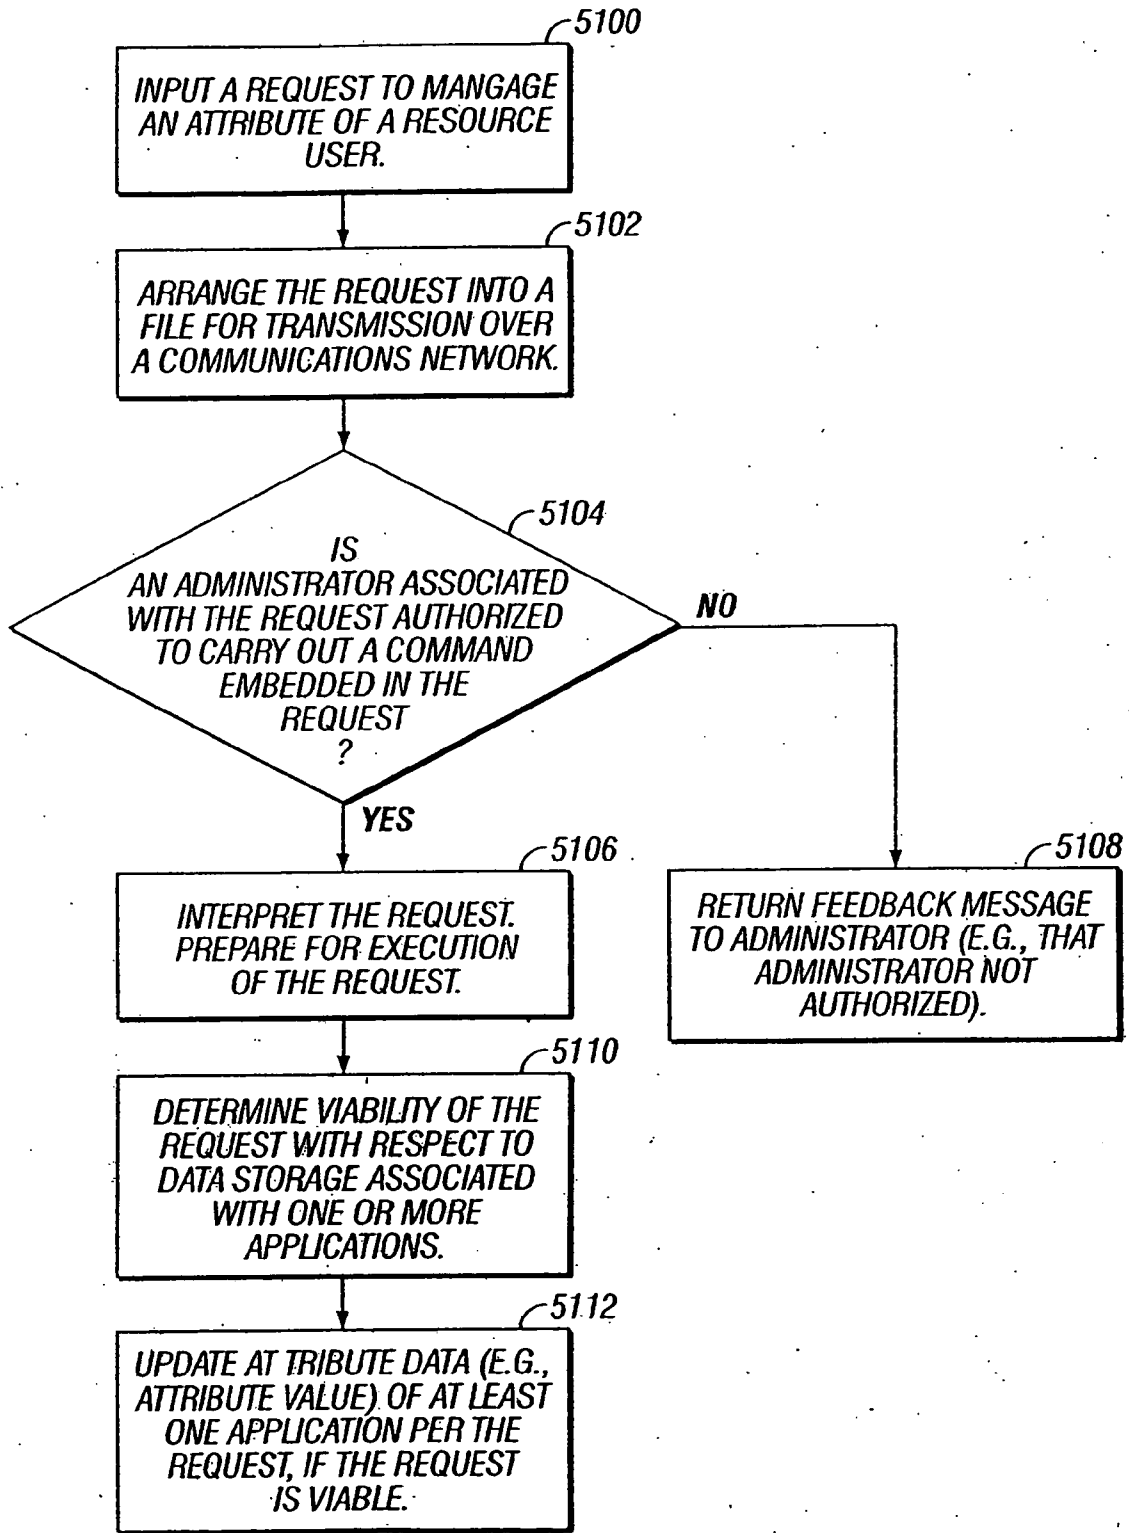 5100
INPUT A REQUEST TO MANGAGE
AN ATTRIBUTE OF A RESOURCE
USER.
5102
ARRANGE THE REQUEST INTO A
FILE FOR TRANSMISSION OVER
A COMMUNICATIONS NETWORK.
5104
IS
AN ADMINISTRATOR ASSOCIATED
WITH THE REQUEST AUTHORIZED
TO CARRY OUT A COMMAND
EMBEDDED IN THE
REQUEST
?
NO
YES
5106
INTERPRET THE REQUEST.
PREPARE FOR EXECUTION
OF THE REQUEST.
5108
RETURN FEEDBACK MESSAGE
TO ADMINISTRATOR (E.G., THAT
ADMINISTRATOR NOT
AUTHORIZED).
5110
DETERMINE VIABILITY OF THE
REQUEST WITH RESPECT TO
DATA STORAGE ASSOCIATED
WITH ONE OR MORE
APPLICATIONS.
5112
UPDATE AT TRIBUTE DATA (E.G.,
ATTRIBUTE VALUE) OF AT LEAST
ONE APPLICATION PER THE
REQUEST, IF THE REQUEST
IS VIABLE.